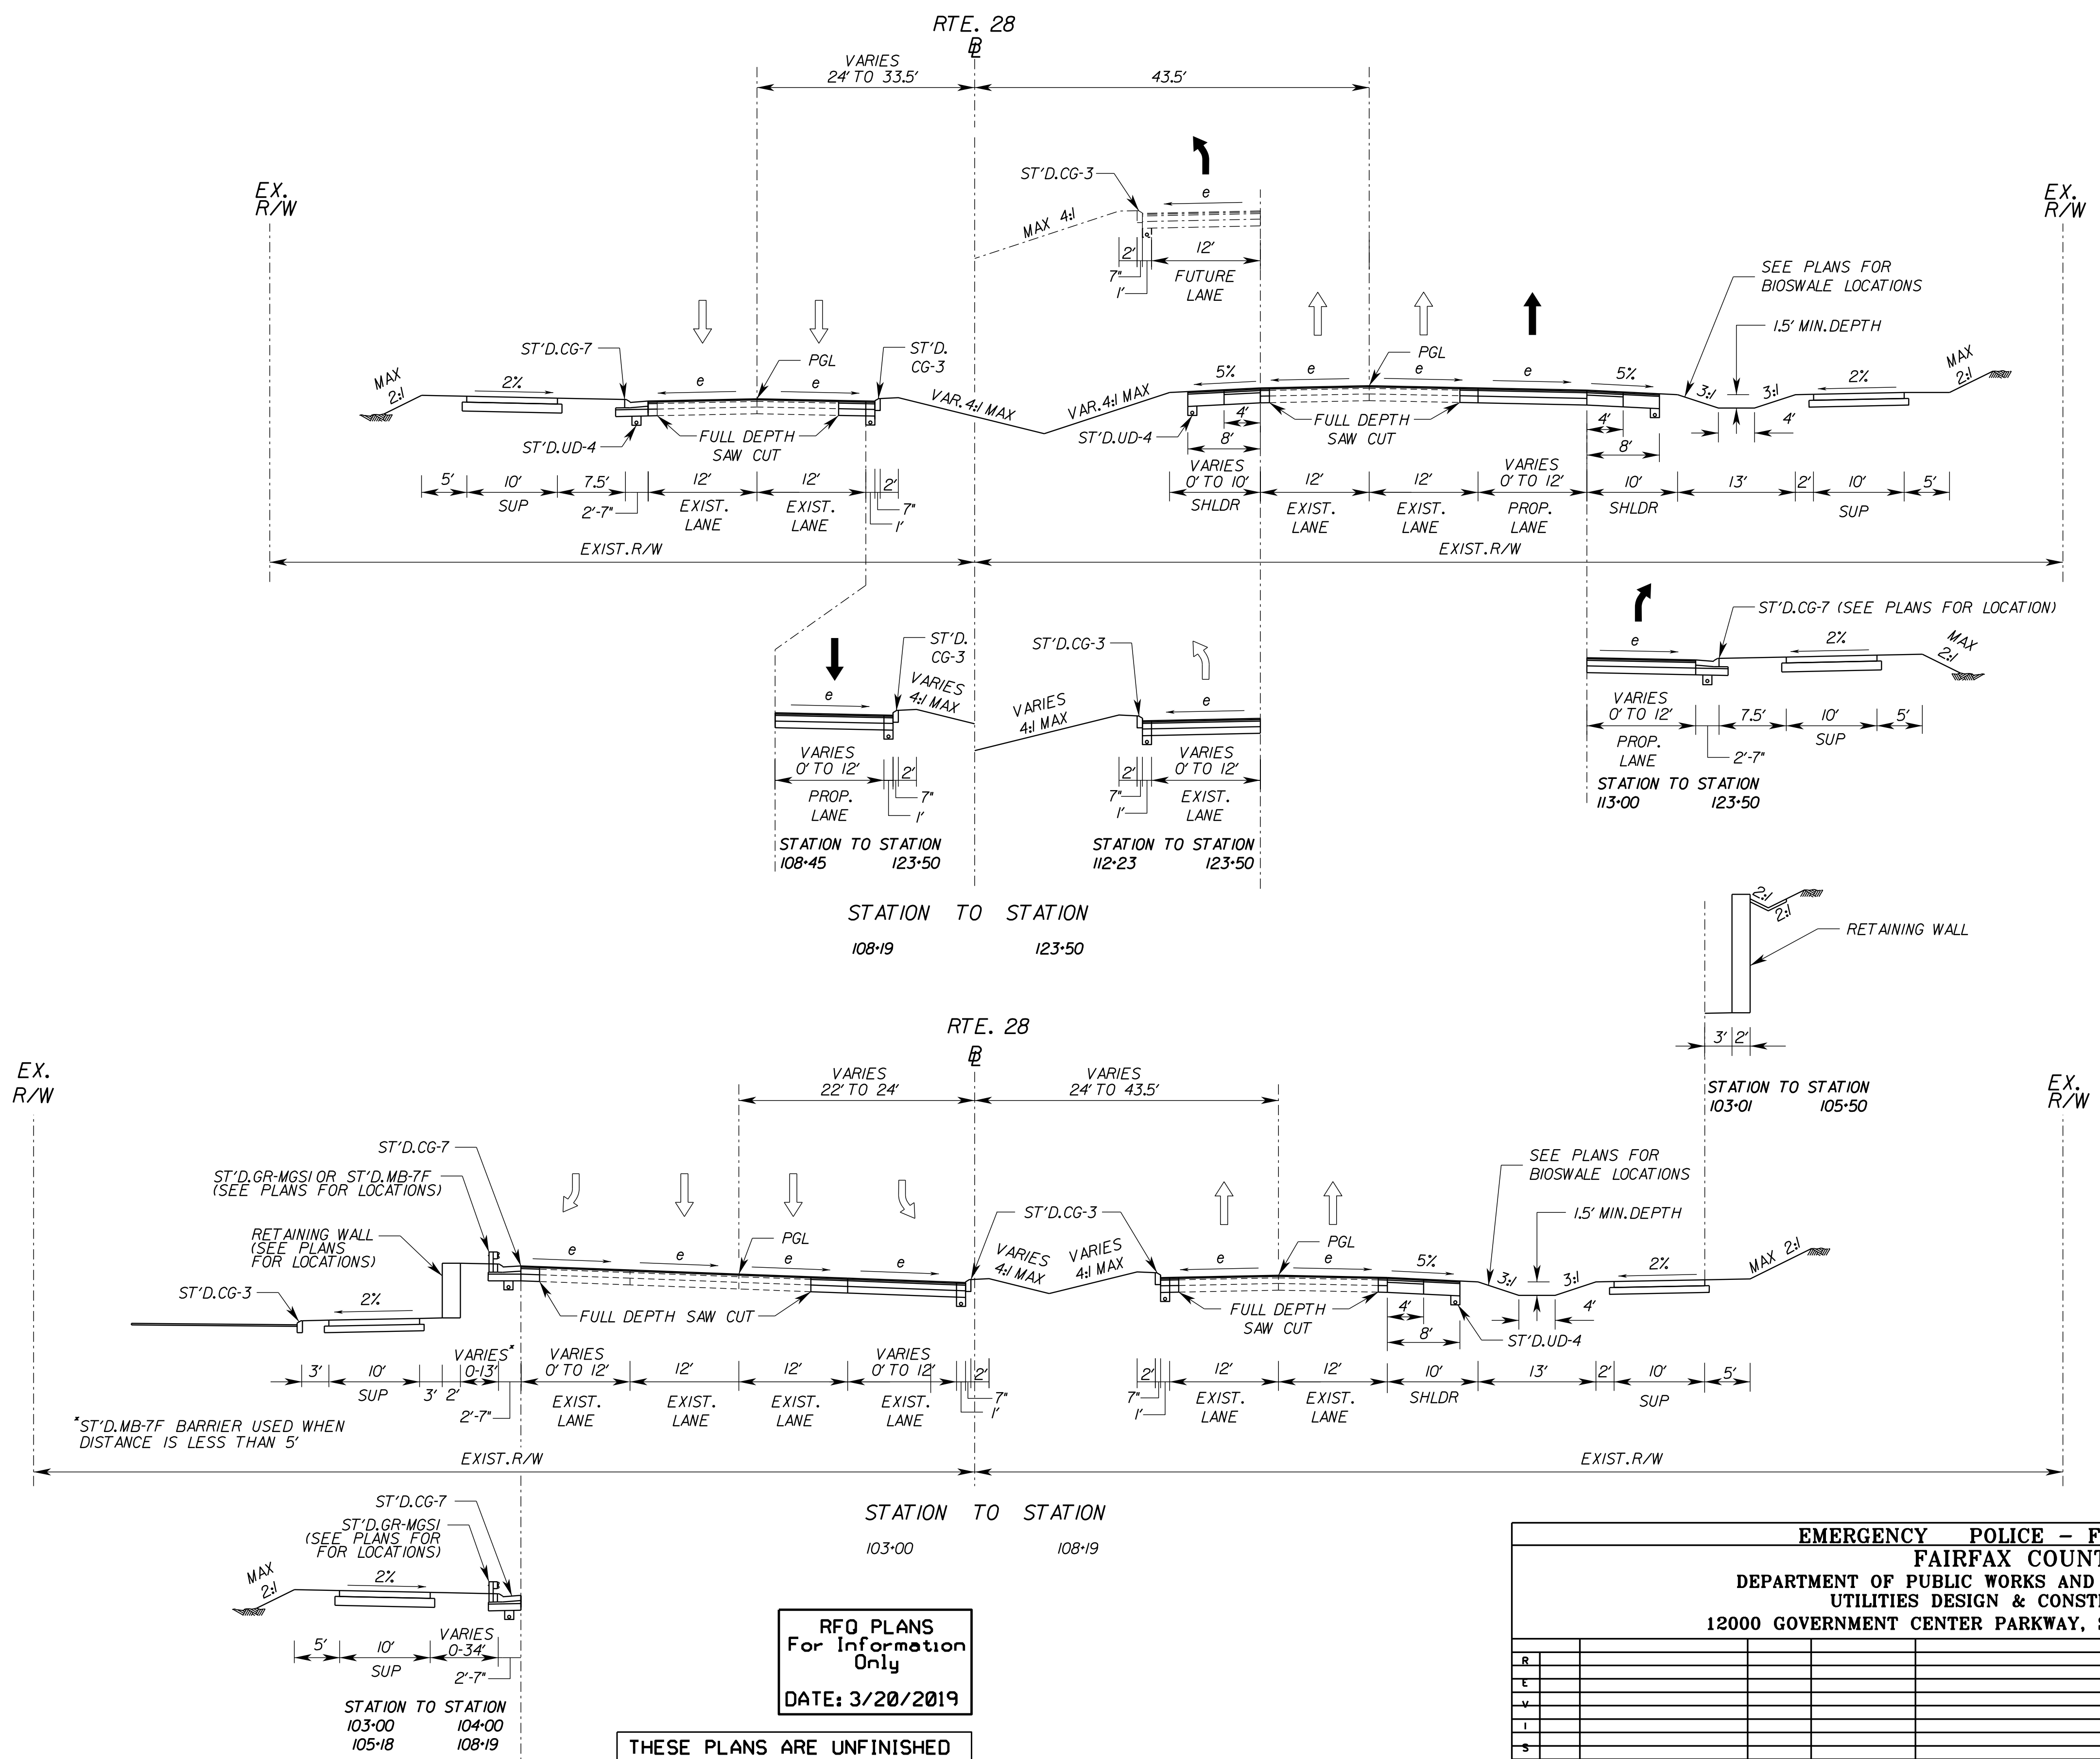 RTE. 28
BL
VARIES
24' TO 33.5'
43.5'
EX.
R/W
EX.
R/W
ST'D.CG-3
e
MAX 4:1
2'
12'
7"
1'
FUTURE
LANE
SEE PLANS FOR
BIOSWALE LOCATIONS
1.5' MIN.DEPTH
ST'D.CG-7
PGL
ST'D.
CG-3
PGL
MAX
2:1
2%
e
e
VAR.4:1 MAX
VAR.4:1 MAX
5%
e
e
e
5%
3:1
3:1
2%
MAX
2:1
ST'D.UD-4
FULL DEPTH
SAW CUT
ST'D.UD-4
4'
8'
FULL DEPTH
SAW CUT
4'
8'
4'
5'
10'
SUP
7.5'
2'-7"
12'
EXIST.
LANE
12'
EXIST.
LANE
2'
7"
1'
VARIES
0' TO 10'
SHLDR
12'
EXIST.
LANE
12'
EXIST.
LANE
VARIES
0' TO 12'
PROP.
LANE
10'
SHLDR
13'
2'
10'
SUP
5'
EXIST.R/W
EXIST.R/W
ST'D.
CG-3
e
VARIES
4:1 MAX
VARIES
0' TO 12'
PROP.
LANE
2'
7"
1'
STATION TO STATION
108+45 123+50
ST'D.CG-3
VARIES
4:1 MAX
e
2'
7"
1'
VARIES
0' TO 12'
EXIST.
LANE
STATION TO STATION
112+23 123+50
ST'D.CG-7 (SEE PLANS FOR LOCATION)
e
2%
MAX
2:1
VARIES
0' TO 12'
PROP.
LANE
2'-7"
7.5'
10'
SUP
5'
STATION TO STATION
113+00 123+50
STATION TO STATION
108+19 123+50
2:1
2:1
RETAINING WALL
3'
2'
STATION TO STATION
103+01 105+50
RTE. 28
BL
VARIES
22' TO 24'
VARIES
24' TO 43.5'
EX.
R/W
EX.
R/W
ST'D.CG-7
ST'D.GR-MGS1 OR ST'D.MB-7F
(SEE PLANS FOR LOCATIONS)
RETAINING WALL
(SEE PLANS
FOR LOCATIONS)
ST'D.CG-3
2%
e
e
PGL
e
e
FULL DEPTH SAW CUT
ST'D.CG-3
VARIES
4:1 MAX
VARIES
4:1 MAX
e
e
PGL
5%
FULL DEPTH
SAW CUT
4'
8'
ST'D.UD-4
SEE PLANS FOR
BIOSWALE LOCATIONS
1.5' MIN.DEPTH
3:1
3:1
4'
2%
MAX 2:1
3'
10'
SUP
3'
2'
VARIES*
0-13'
2'-7"
VARIES
0' TO 12'
EXIST.
LANE
12'
EXIST.
LANE
12'
EXIST.
LANE
VARIES
0' TO 12'
EXIST.
LANE
2'
7"
1'
2'
7"
1'
12'
EXIST.
LANE
12'
EXIST.
LANE
10'
SHLDR
13'
2'
10'
SUP
5'
*ST'D.MB-7F BARRIER USED WHEN
DISTANCE IS LESS THAN 5'
EXIST.R/W
EXIST.R/W
STATION TO STATION
103+00 108+19
ST'D.CG-7
ST'D.GR-MGS1
(SEE PLANS FOR
FOR LOCATIONS)
MAX
2:1
2%
5'
10'
SUP
VARIES
0-34'
2'-7"
STATION TO STATION
103+00 104+00
105+18 108+19
RFQ PLANS
For Information
Only
DATE: 3/20/2019
THESE PLANS ARE UNFINISHED
EMERGENCY POLICE - F
FAIRFAX COUNT
DEPARTMENT OF PUBLIC WORKS AND
UTILITIES DESIGN & CONST
12000 GOVERNMENT CENTER PARKWAY, S
R
E
V
I
S